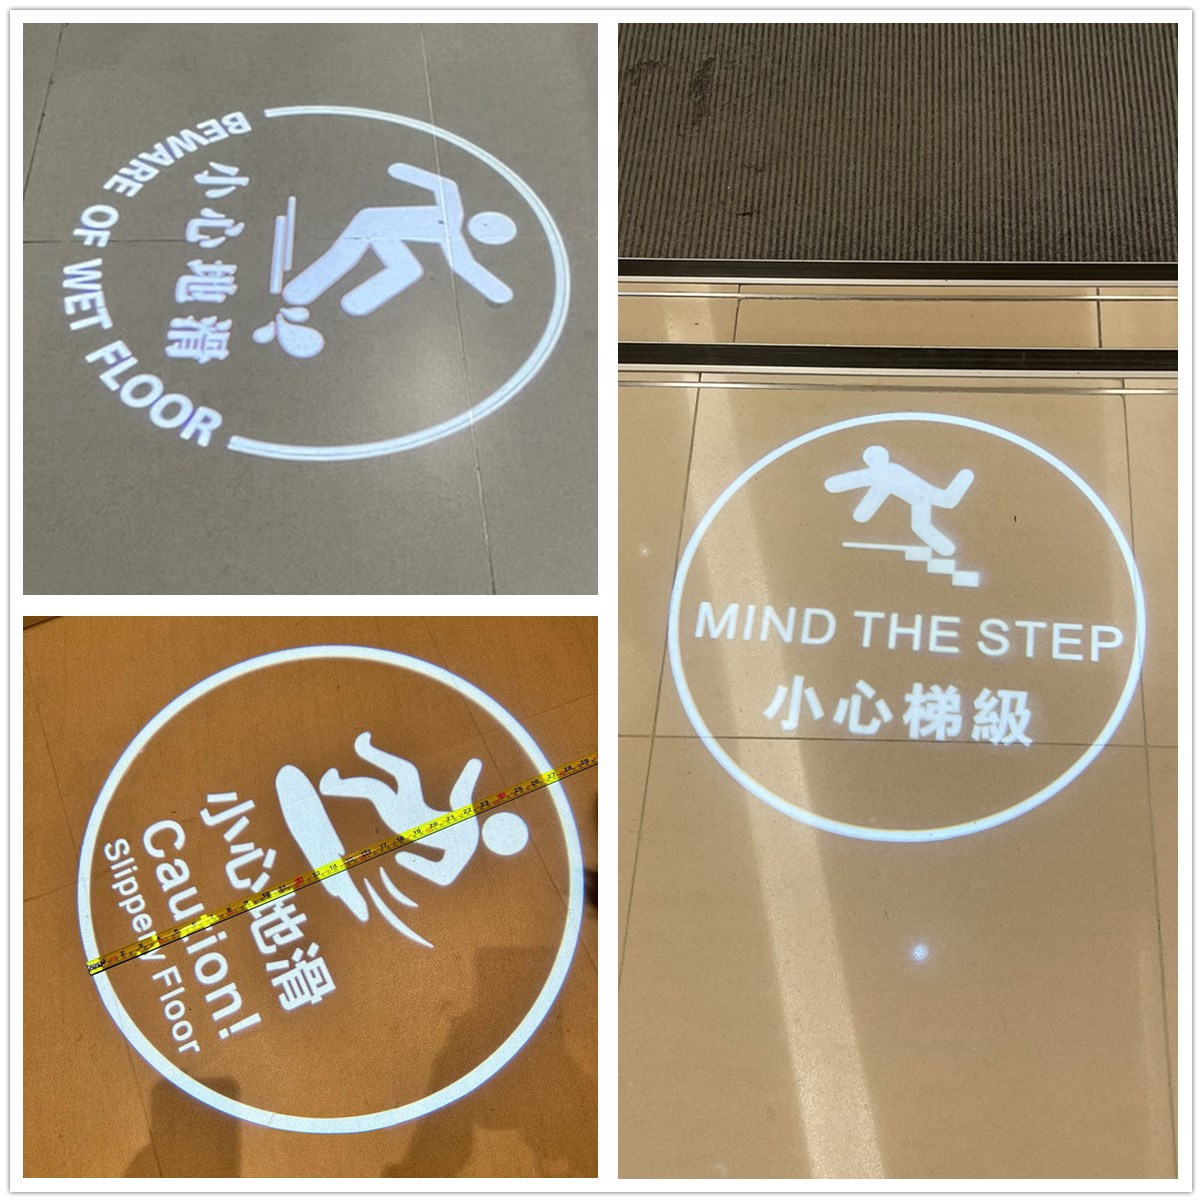 小心地滑
BEWARE OF WET FLOOR
MIND THE STEP
小心梯級
小心地滑
Caution!
Slippery Floor